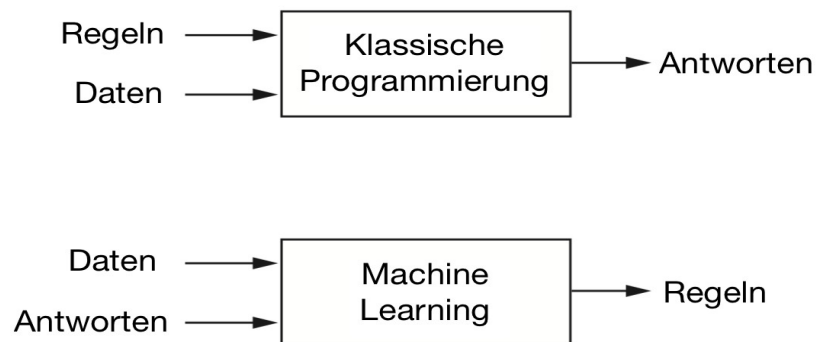 Regeln
Daten
Klassische
Programmierung
Antworten
Daten
Antworten
Machine
Learning
Regeln